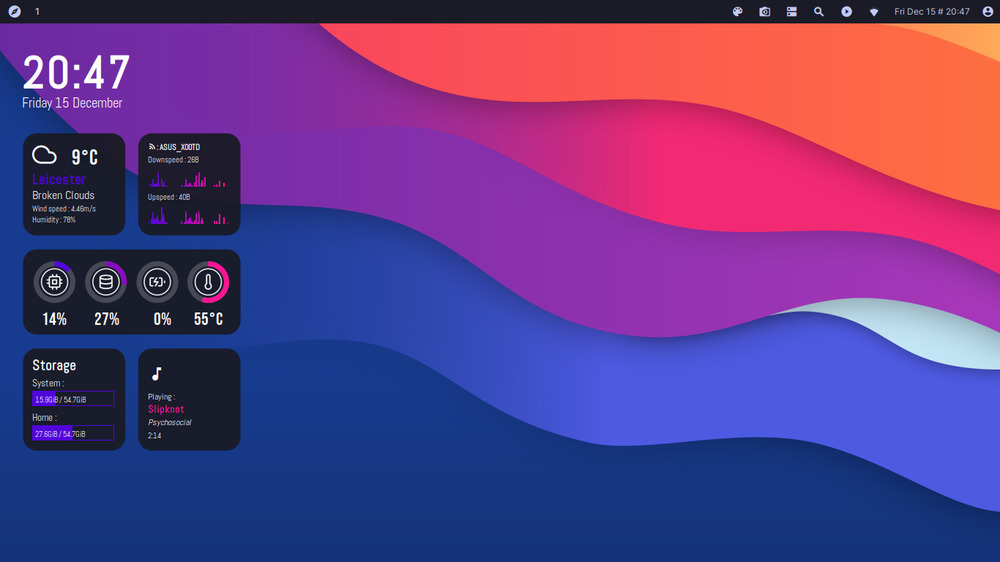 1
Fri Dec 15 # 20:47
20:47
Friday 15 December
9°C
Leicester
Broken Clouds
Wind speed : 4.46m/s
Humidity : 78%
:ASUS_X00TD
Downspeed : 26B
Upspeed : 40B
14% 27% 0% 55°C
Storage
System :
15.9GiB / 54.7GiB
Home :
27.6GiB / 54.7GiB
Playing :
Slipknot
Psychosocial
2:14